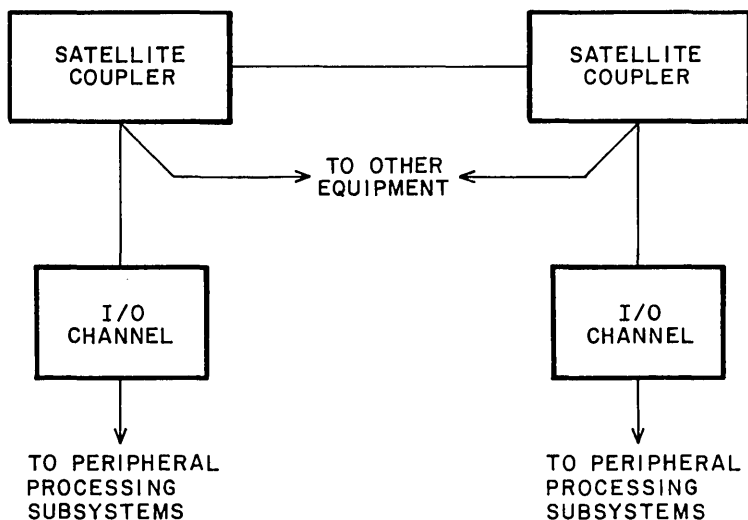 SATELLITE
COUPLER
SATELLITE
COUPLER
TO OTHER
EQUIPMENT
I/O
CHANNEL
I/O
CHANNEL
TO PERIPHERAL
PROCESSING
SUBSYSTEMS
TO PERIPHERAL
PROCESSING
SUBSYSTEMS